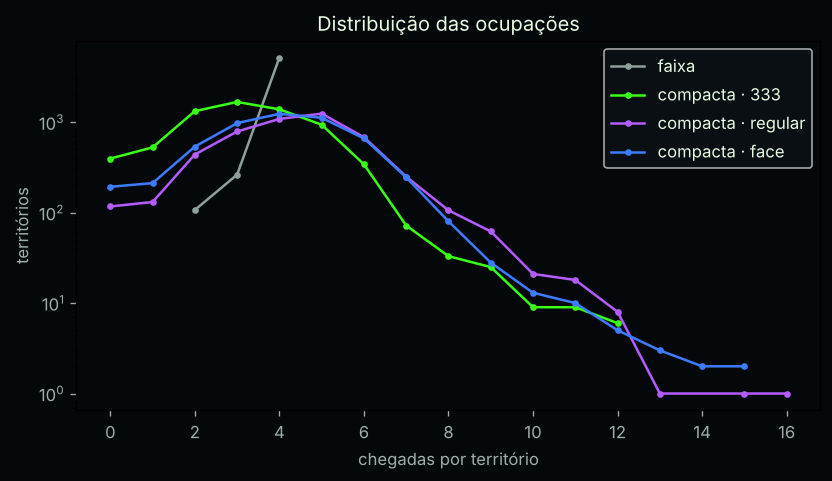 Distribuição das ocupações
faixa
compacta · 333
compacta · regular
compacta · face
territórios
10³
10²
10¹
10⁰
0 2 4 6 8 10 12 14 16
chegadas por território